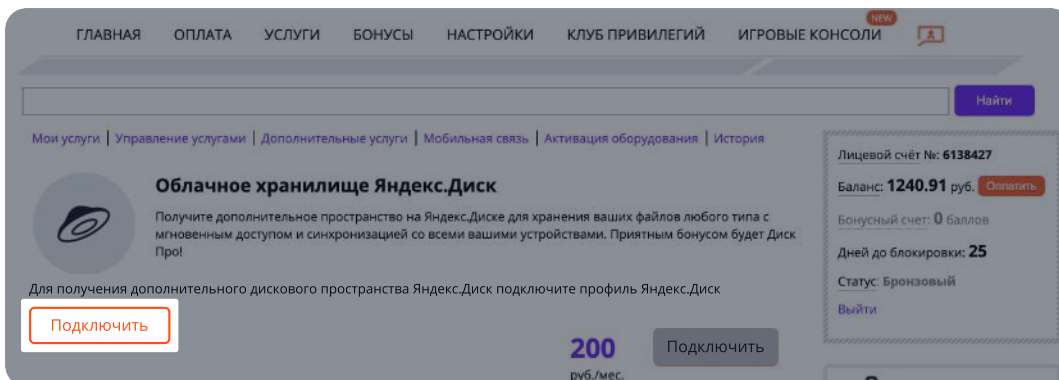 NEW
ГЛАВНАЯ ОПЛАТА УСЛУГИ БОНУСЫ НАСТРОЙКИ КЛУБ ПРИВИЛЕГИЙ ИГРОВЫЕ КОНСОЛИ
Найти
Мои услуги | Управление услугами | Дополнительные услуги | Мобильная связь | Активация оборудования | История
Облачное хранилище Яндекс.Диск
Получите дополнительное пространство на Яндекс.Диске для хранения ваших файлов любого типа с
мгновенным доступом и синхронизацией со всеми вашими устройствами. Приятным бонусом будет Диск
Про!
Для получения дополнительного дискового пространства Яндекс.Диск подключите профиль Яндекс.Диск
Подключить
200
руб./мес.
Подключить
Лицевой счёт №: 6138427
Баланс: 1240.91 руб. Оплатить
Бонусный счет: 0 баллов
Дней до блокировки: 25
Статус: Бронзовый
Выйти